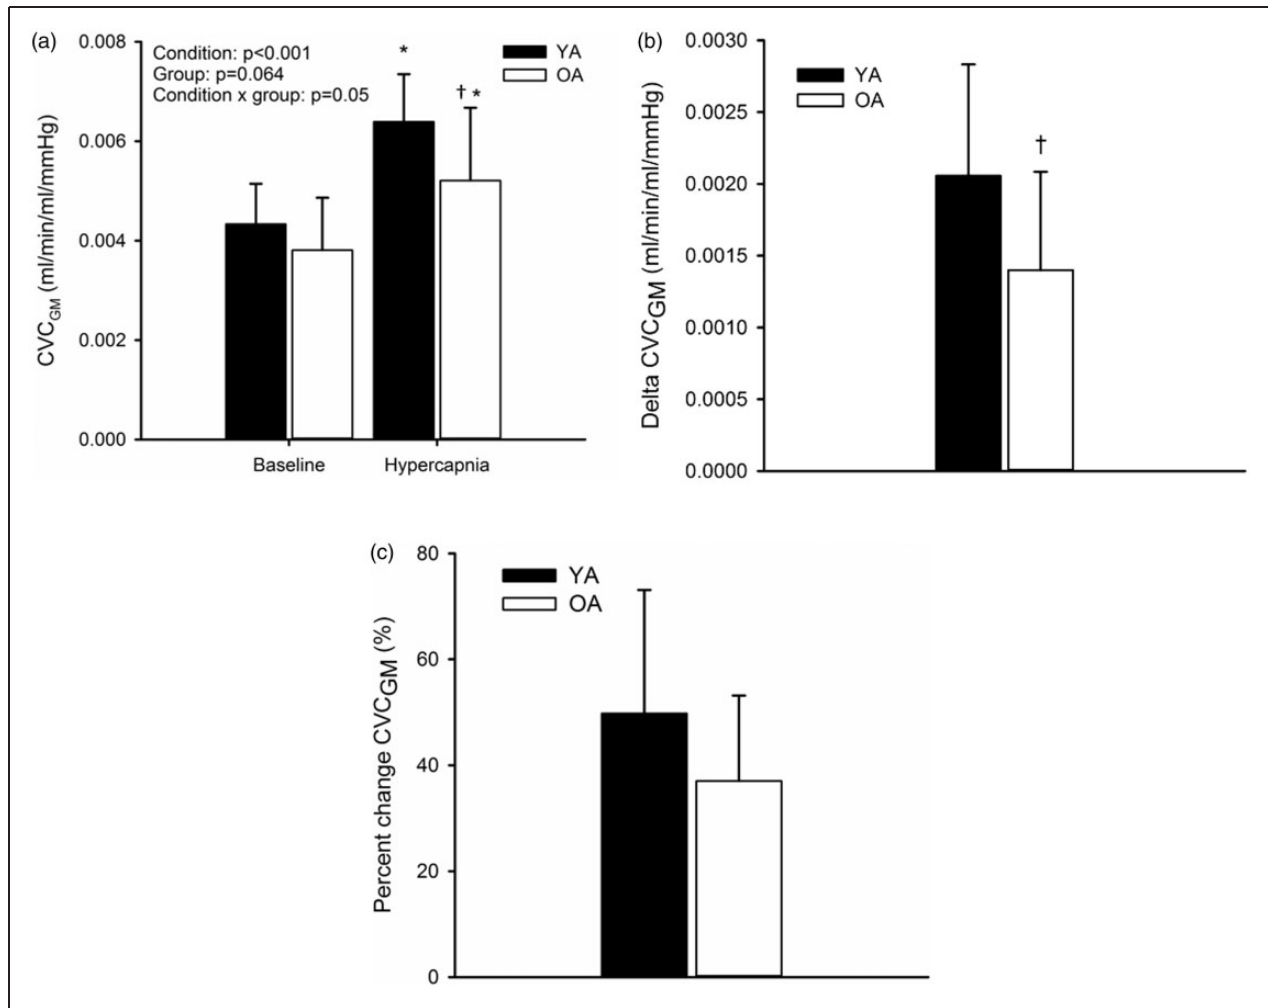 (a)
0.008
0.006
0.004
0.002
0.000
CVCGM (ml/min/ml/mmHg)
Condition: p<0.001
Group: p=0.064
Condition x group: p=0.05
*
† *
YA
OA
Baseline
Hypercapnia
(b)
0.0030
0.0025
0.0020
0.0015
0.0010
0.0005
0.0000
Delta CVCGM (ml/min/ml/mmHg)
YA
OA
†
(c)
80
60
40
20
0
Percent change CVCGM (%)
YA
OA